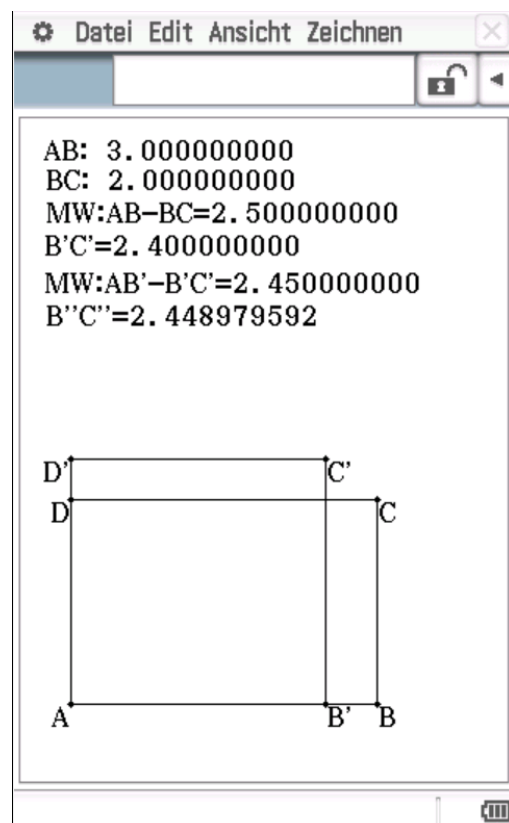 Datei Edit Ansicht Zeichnen
AB: 3.000000000
BC: 2.000000000
MW:AB−BC=2.500000000
B'C'=2.400000000
MW:AB'−B'C'=2.450000000
B''C''=2.448979592
D' C'
D C
A B' B